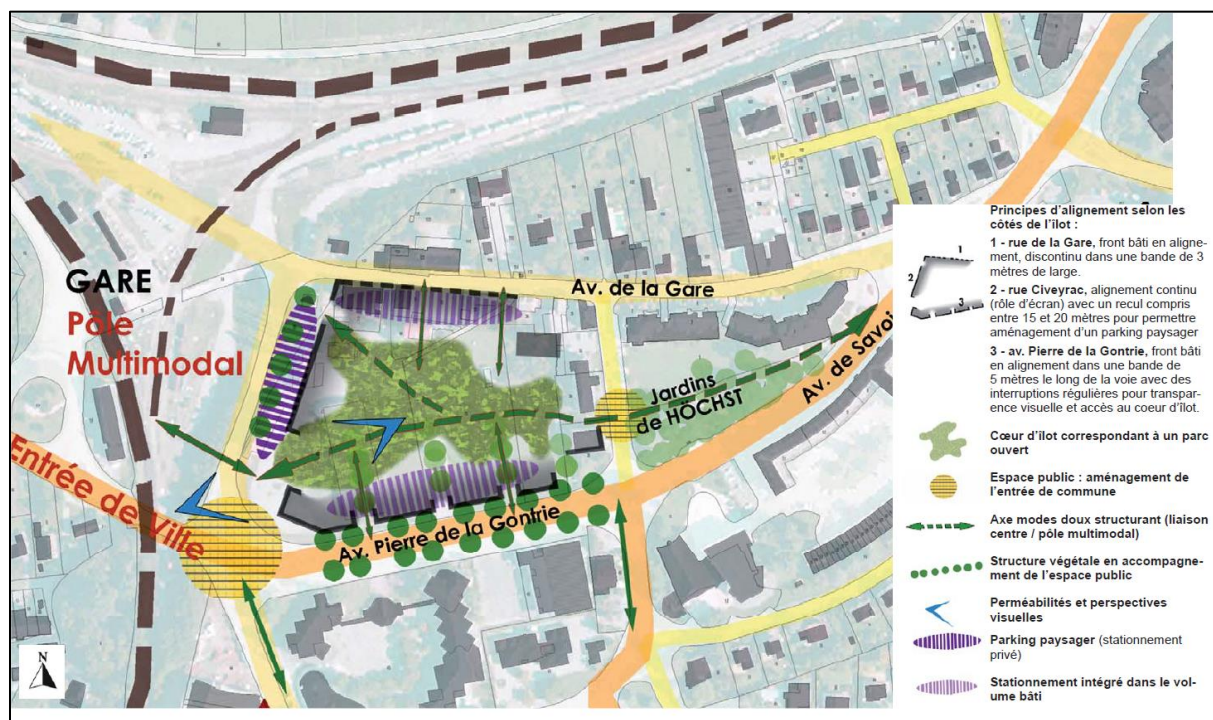 GARE
Pôle
Multimodal
Entrée de Ville
Av. de la Gare
Jardins
de HÖCHST
Av. de Savoi
Av. Pierre de la Gontrie
N
Principes d'alignement selon les
côtés de l'îlot :
1 - rue de la Gare, front bâti en aligne-
ment, discontinu dans une bande de 3
mètres de large.
2 - rue Civeyrac, alignement continu
(rôle d'écran) avec un recul compris
entre 15 et 20 mètres pour permettre
aménagement d'un parking paysager
3 - av. Pierre de la Gontrie, front bâti
en alignement dans une bande de
5 mètres le long de la voie avec des
interruptions régulières pour transpar-
ence visuelle et accès au coeur d'îlot.
1
2
3
Cœur d'îlot correspondant à un parc
ouvert
Espace public : aménagement de
l'entrée de commune
Axe modes doux structurant (liaison
centre / pôle multimodal)
Structure végétale en accompagne-
ment de l'espace public
Perméabilités et perspectives
visuelles
Parking paysager (stationnement
privé)
Stationnement intégré dans le vol-
ume bâti